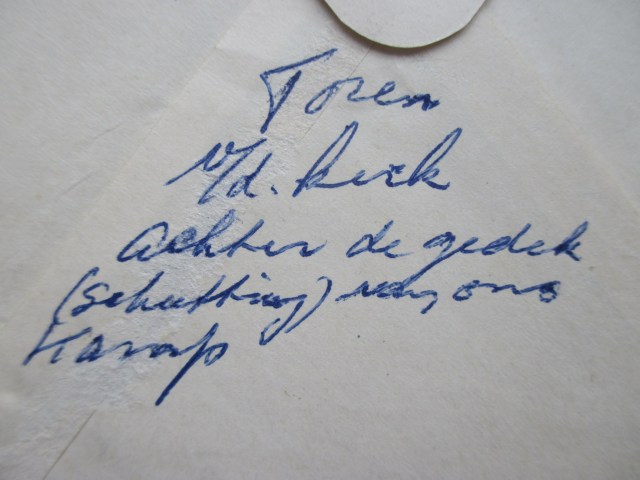 Toren
v/d. kerk
achter de gedek
(schutting) van ons
Kamp